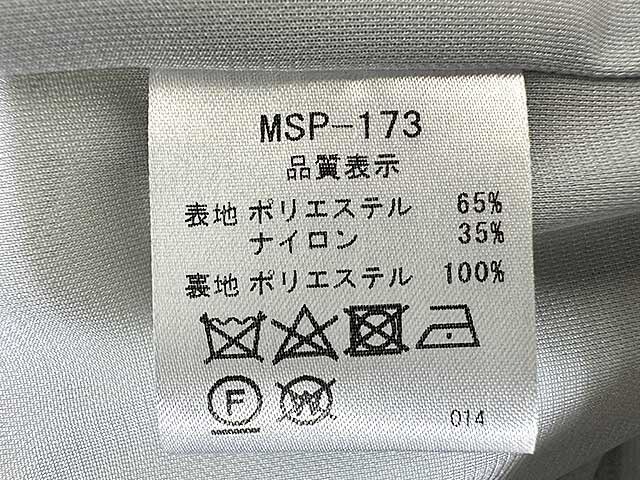 MSP-173
品質表示
表地 ポリエステル 65%
ナイロン 35%
裏地 ポリエステル 100%
F W
014